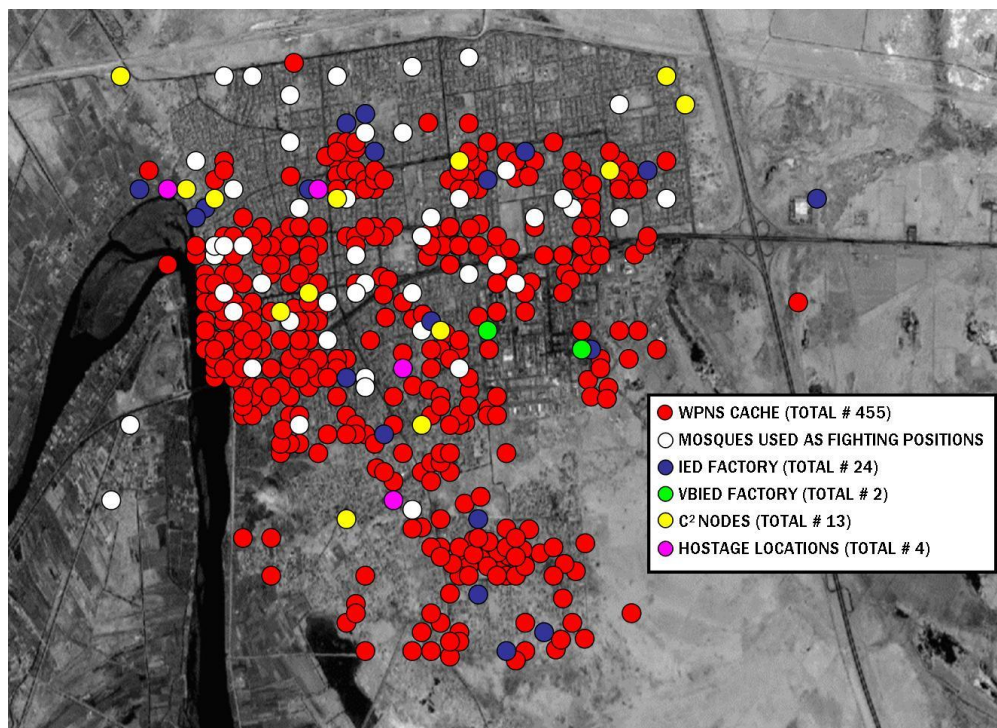 WPNS CACHE (TOTAL # 455)
MOSQUES USED AS FIGHTING POSITIONS
IED FACTORY (TOTAL # 24)
VBIED FACTORY (TOTAL # 2)
C² NODES (TOTAL # 13)
HOSTAGE LOCATIONS (TOTAL # 4)